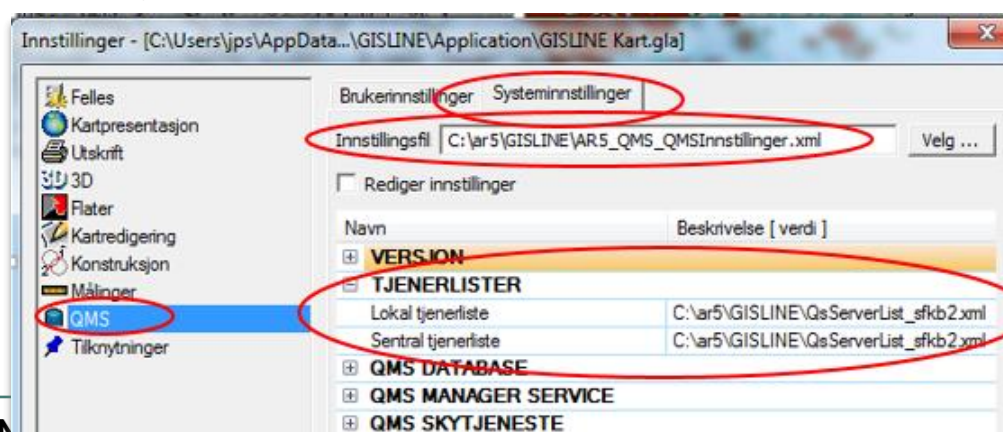 Innstillinger - [C:\Users\jps\AppData...\GISLINE\Application\GISLINE Kart.gla]
Felles
Kartpresentasjon
Utskrift
3D
Flater
Kartredigering
Konstruksjon
Målinger
QMS
Tilknytninger
Brukerinnstillinger Systeminnstillinger
Innstillingsfil C:\ar5\GISLINE\AR5_QMS_QMSInnstilinger.xml Velg ...
Rediger innstillinger
Navn Beskrivelse [ verdi ]
VERSJON
TJENERLISTER
Lokal tjenerliste C:\ar5\GISLINE\QsServerList_sfkb2.xml
Sentral tjenerliste C:\ar5\GISLINE\QsServerList_sfkb2.xml
QMS DATABASE
QMS MANAGER SERVICE
QMS SKYTJENESTE